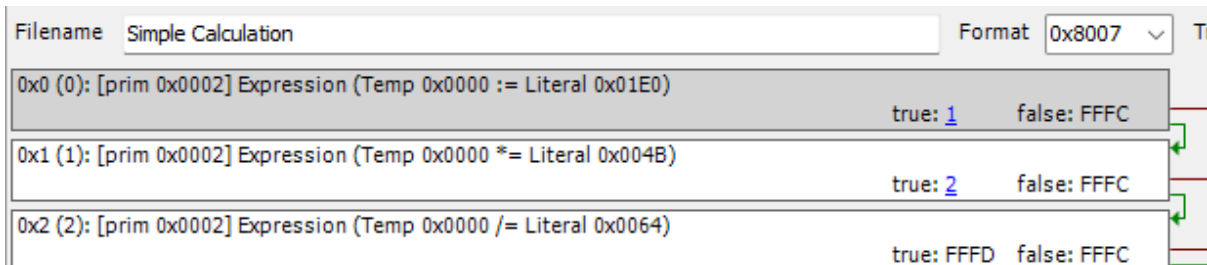 Filename Simple Calculation Format 0x8007
0x0 (0): [prim 0x0002] Expression (Temp 0x0000 := Literal 0x01E0)
true: 1 false: FFFC
0x1 (1): [prim 0x0002] Expression (Temp 0x0000 *= Literal 0x004B)
true: 2 false: FFFC
0x2 (2): [prim 0x0002] Expression (Temp 0x0000 /= Literal 0x0064)
true: FFFD false: FFFC